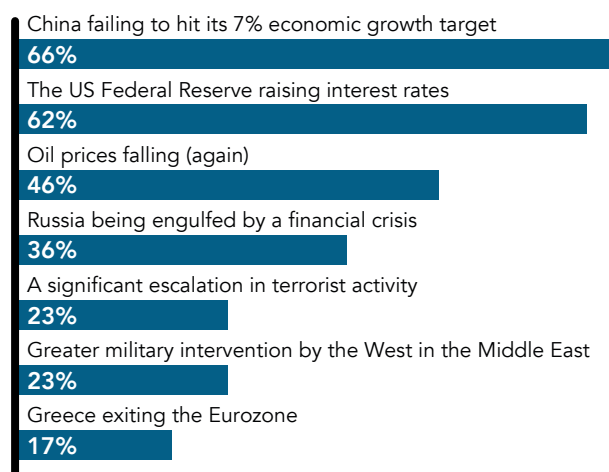 China failing to hit its 7% economic growth target
66%
The US Federal Reserve raising interest rates
62%
Oil prices falling (again)
46%
Russia being engulfed by a financial crisis
36%
A significant escalation in terrorist activity
23%
Greater military intervention by the West in the Middle East
23%
Greece exiting the Eurozone
17%